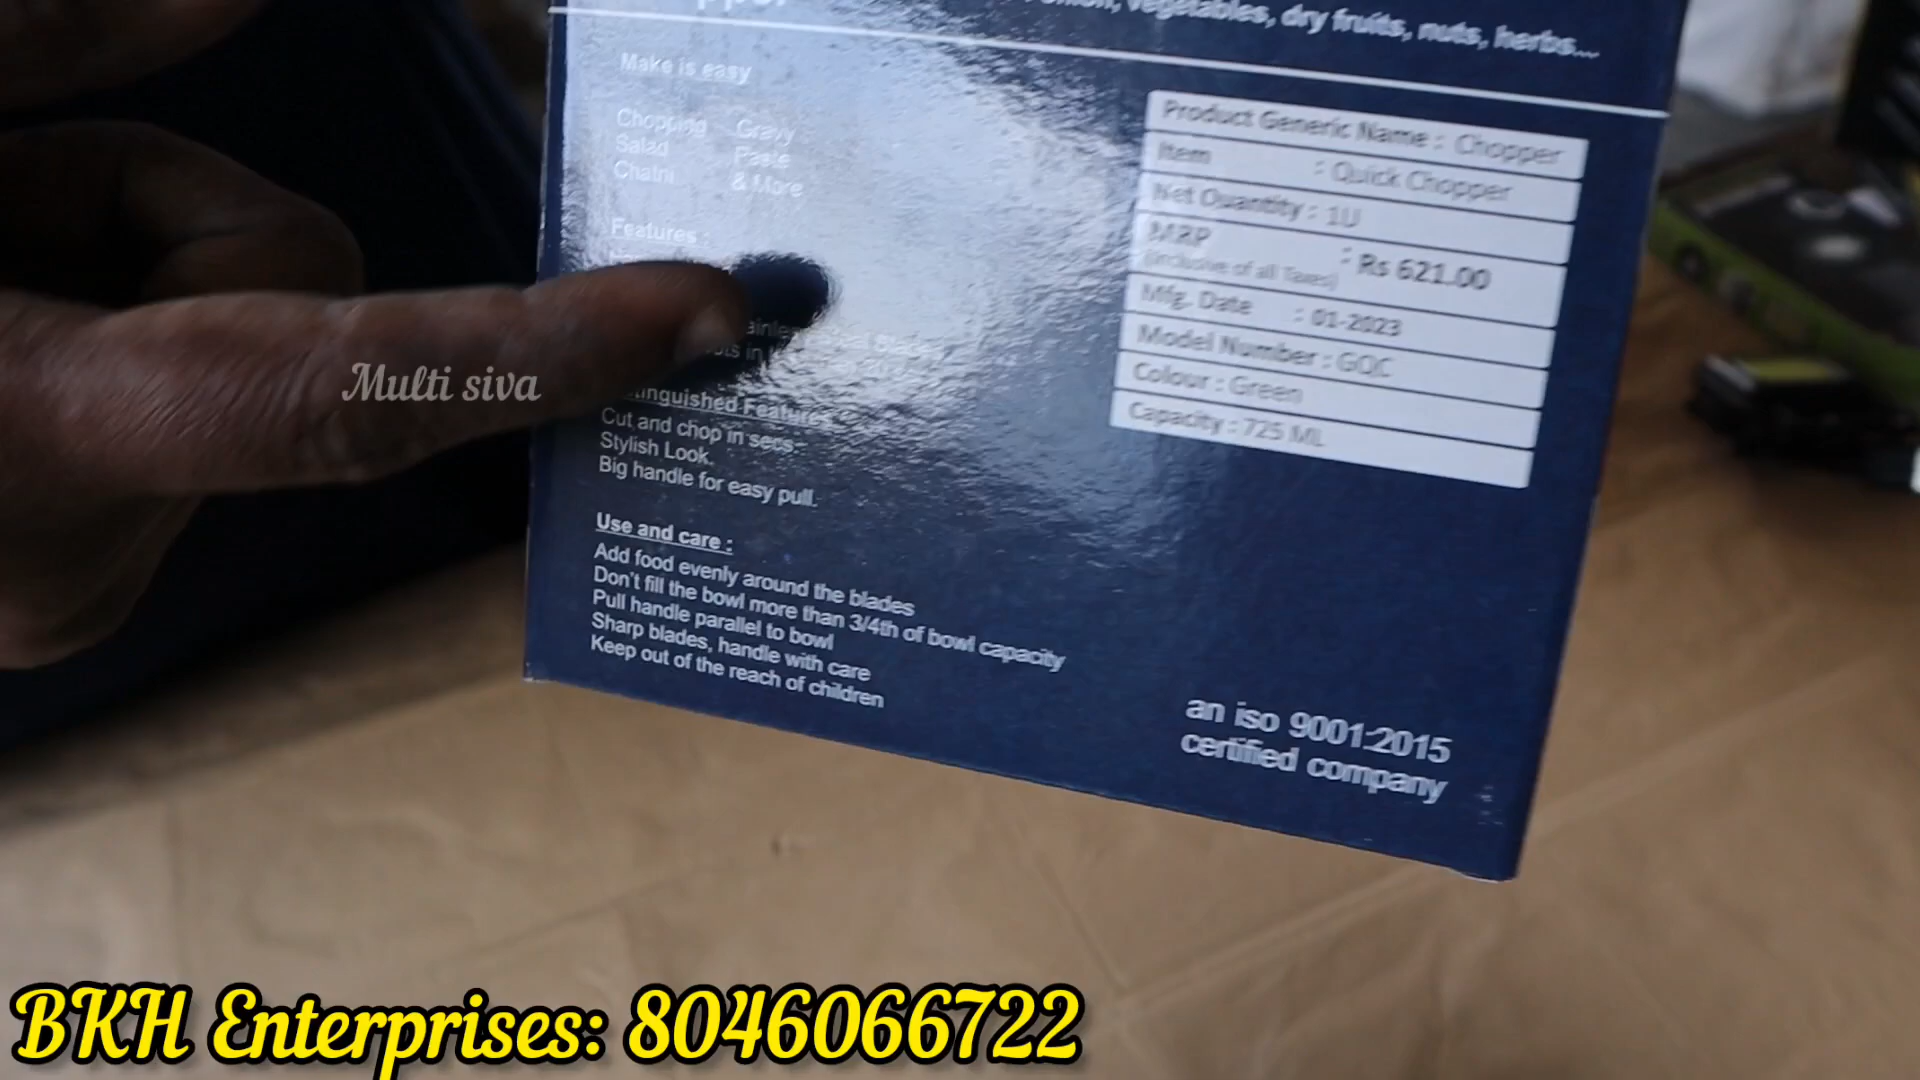 vegetables, dry fruits, nuts, herbs...
Make is easy
Chopping Gravy
Salad Paste
Chatni & More
Features :
Features
Cut and chop in secs.
Stylish Look.
Big handle for easy pull.
Use and care :
Add food evenly around the blades
Don't fill the bowl more than 3/4th of bowl capacity
Pull handle parallel to bowl
Sharp blades, handle with care
Keep out of the reach of children
Product Generic Name : Chopper
Item : Quick Chopper
Net Quantity : 1U
MRP : Rs 621.00
(Inclusive of all Taxes)
Mfg. Date : 01-2023
Model Number : GQC
Colour : Green
Capacity : 725 ML
an iso 9001:2015
certified company
Multi siva
BKH Enterprises: 8046066722